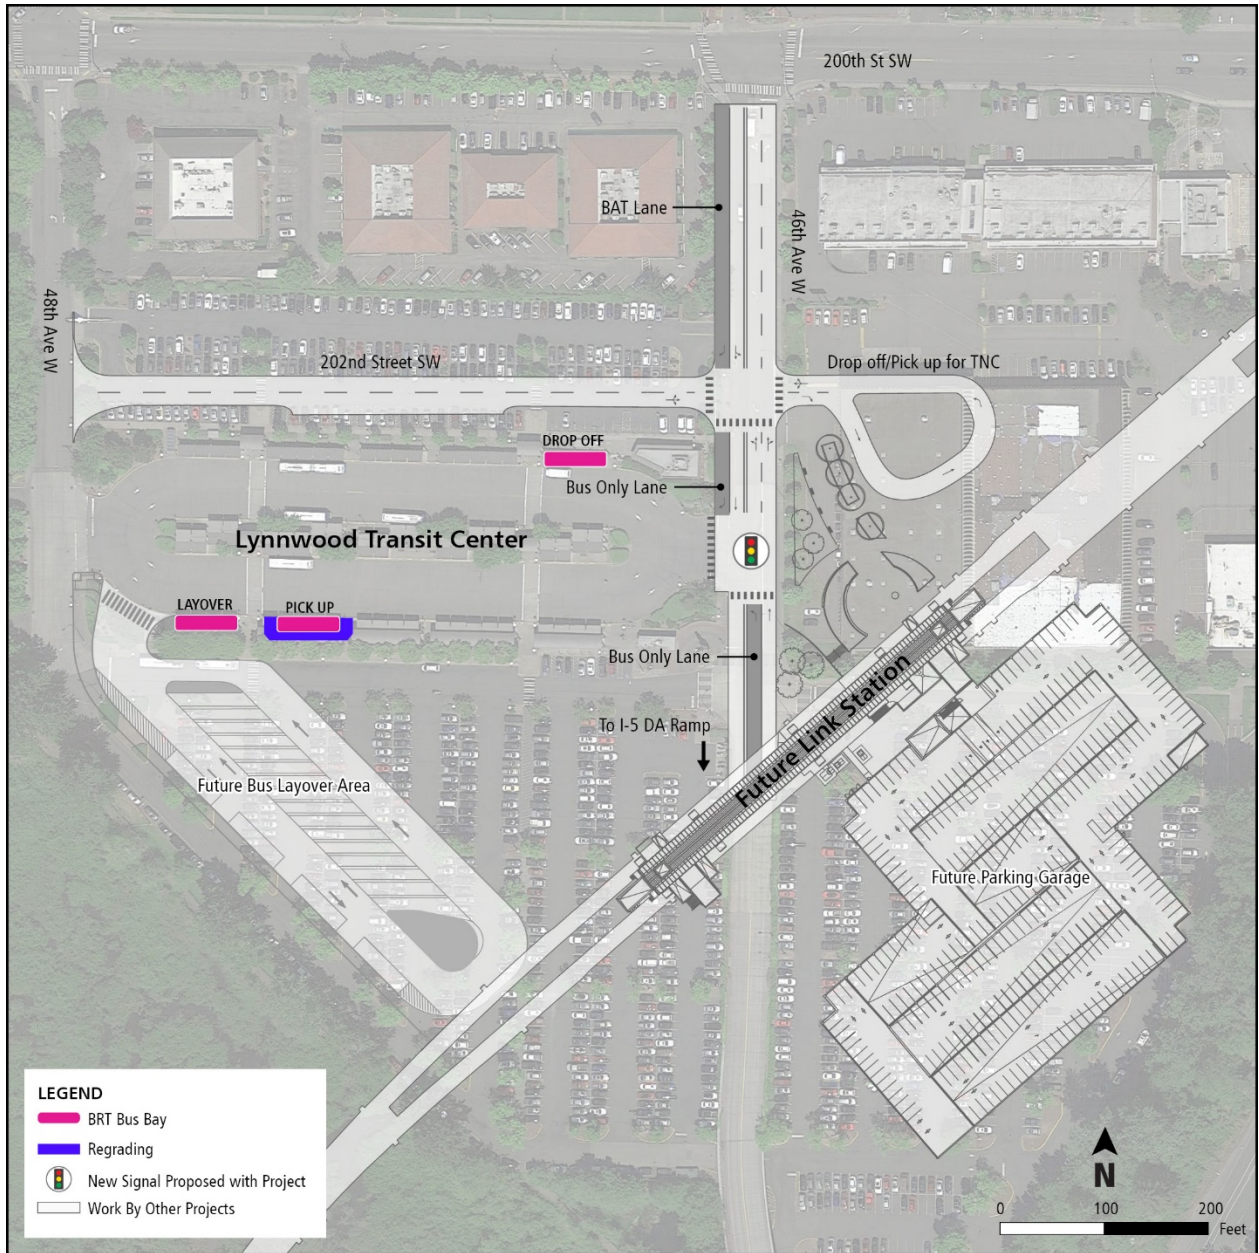 200th St SW
BAT Lane
46th Ave W
48th Ave W
202nd Street SW
Drop off/Pick up for TNC
DROP OFF
Bus Only Lane
Lynnwood Transit Center
LAYOVER
PICK UP
Bus Only Lane
To I-5 DA Ramp
Future Link Station
Future Bus Layover Area
Future Parking Garage
LEGEND
BRT Bus Bay
Regrading
New Signal Proposed with Project
Work By Other Projects
N
0 100 200
Feet